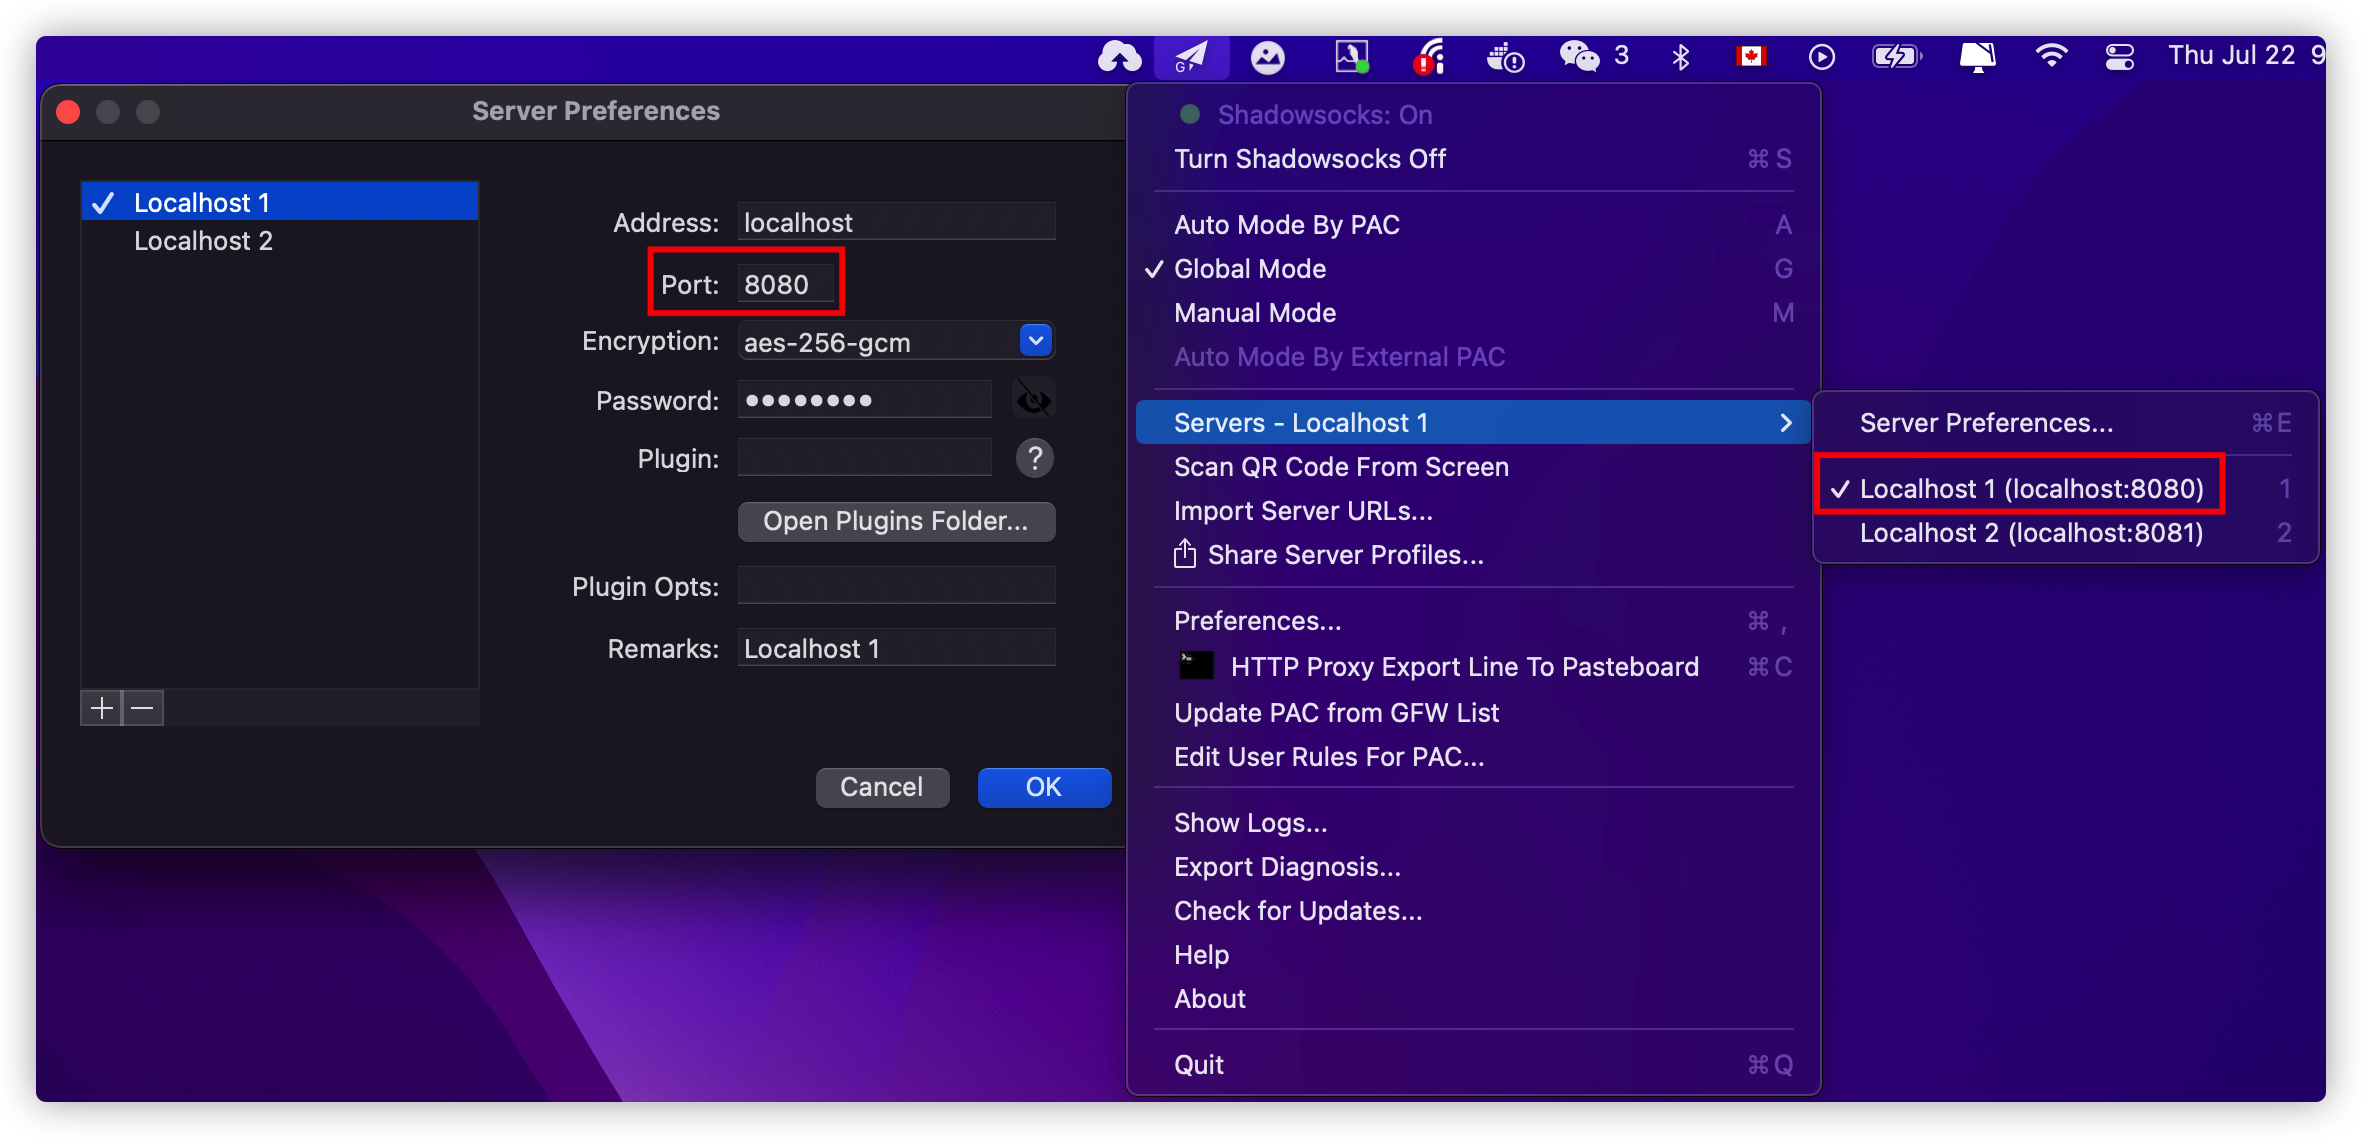 3
Thu Jul 22 9
Server Preferences
Localhost 1
Localhost 2
Address: localhost
Port: 8080
Encryption: aes-256-gcm
Password: ••••••••
Plugin:
?
Open Plugins Folder...
Plugin Opts:
Remarks: Localhost 1
Cancel
OK
Shadowsocks: On
Turn Shadowsocks Off ⌘ S
Auto Mode By PAC A
Global Mode G
Manual Mode M
Auto Mode By External PAC
Servers - Localhost 1
Scan QR Code From Screen
Import Server URLs...
Share Server Profiles...
Preferences... ⌘ ,
HTTP Proxy Export Line To Pasteboard ⌘ C
Update PAC from GFW List
Edit User Rules For PAC...
Show Logs...
Export Diagnosis...
Check for Updates...
Help
About
Quit ⌘ Q
Server Preferences... ⌘ E
Localhost 1 (localhost:8080) 1
Localhost 2 (localhost:8081) 2